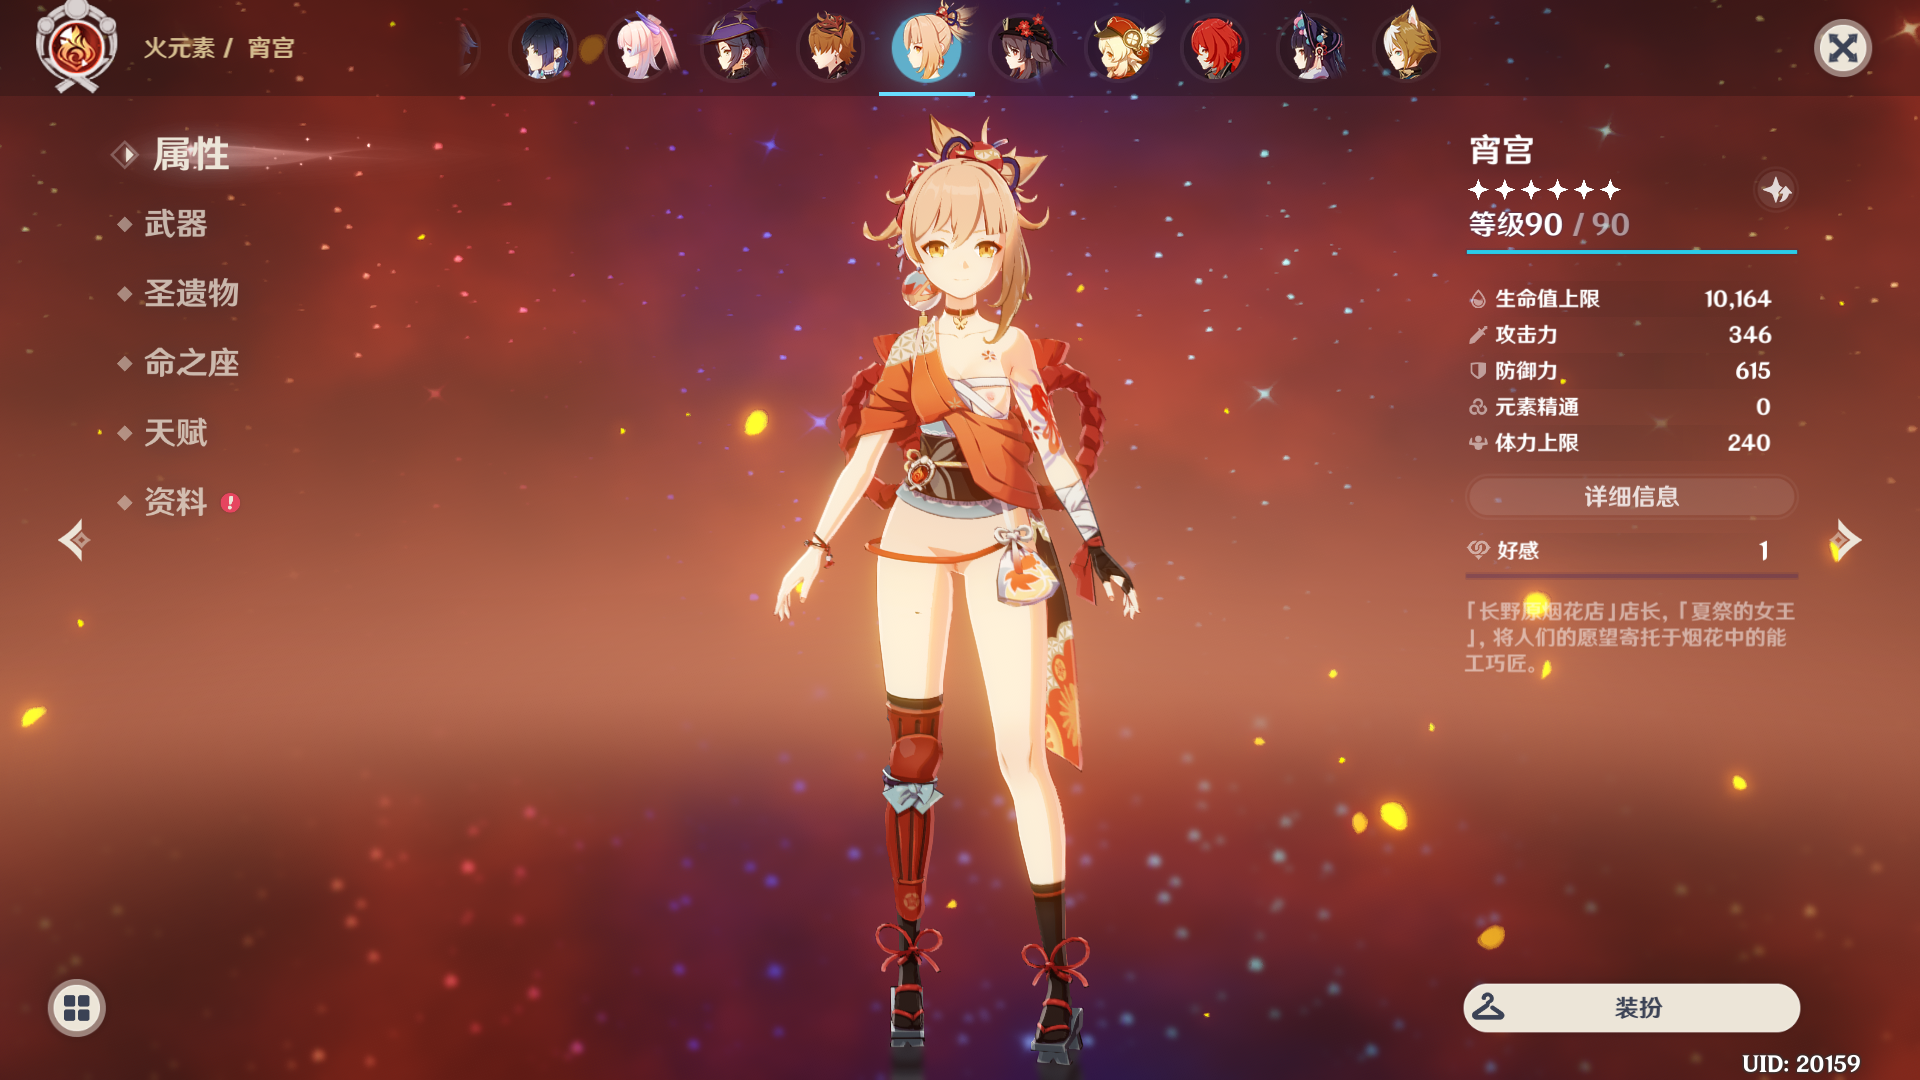 火元素 / 宵宫
属性
武器
圣遗物
命之座
天赋
资料
宵宫
等级90 / 90
生命值上限 10,164
攻击力 346
防御力 615
元素精通 0
体力上限 240
详细信息
好感 1
「长野原烟花店」店长,「夏祭的女王
」, 将人们的愿望寄托于烟花中的能
工巧匠。
装扮
UID: 20159